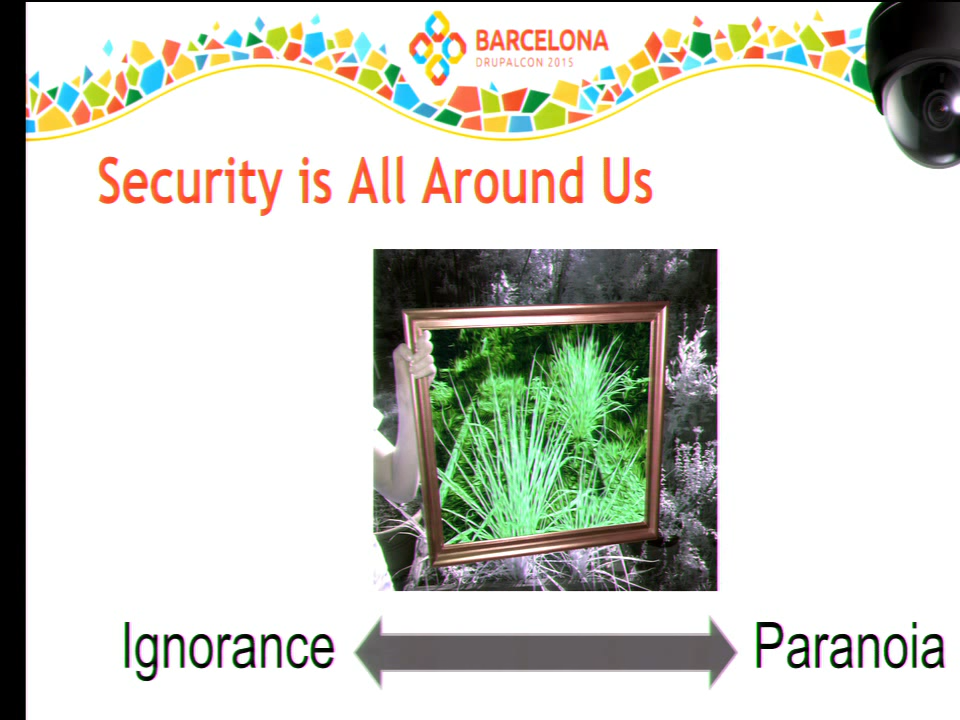 BARCELONA
DRUPALCON 2015
Security is All Around Us
Ignorance
Paranoia